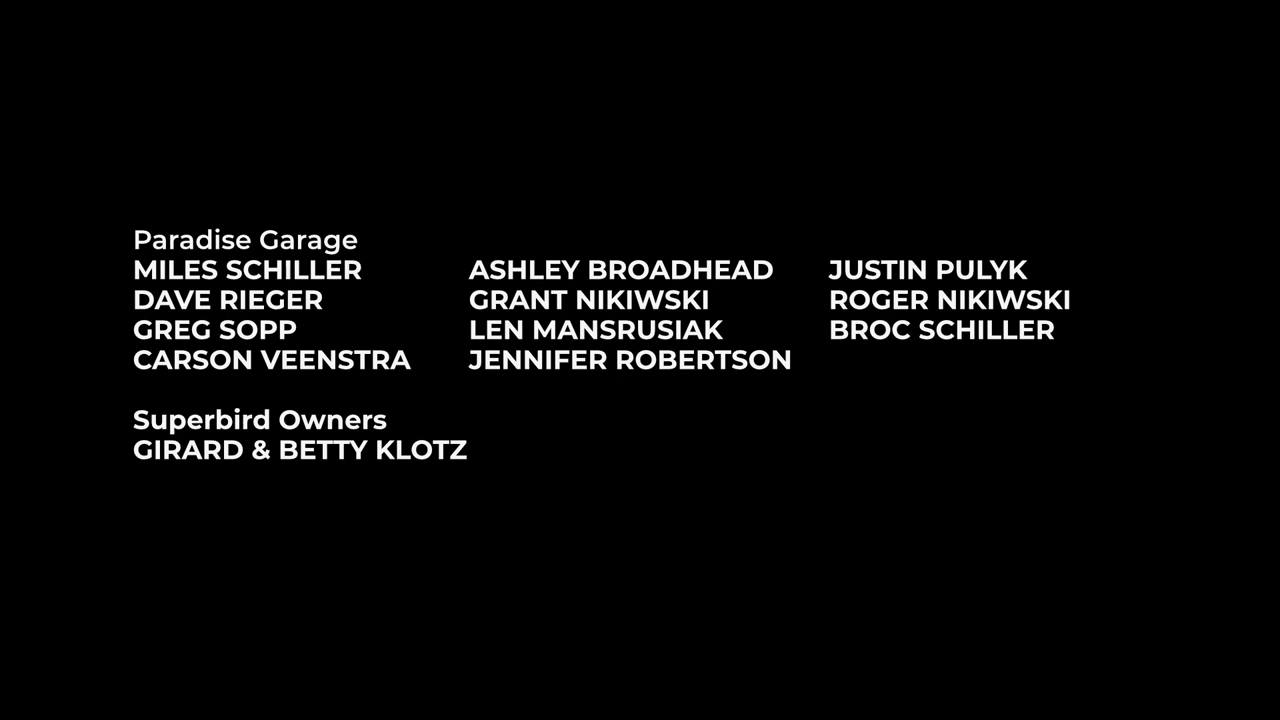 Paradise Garage
MILES SCHILLER ASHLEY BROADHEAD JUSTIN PULYK
DAVE RIEGER GRANT NIKIWSKI ROGER NIKIWSKI
GREG SOPP LEN MANSRUSIAK BROC SCHILLER
CARSON VEENSTRA JENNIFER ROBERTSON
Superbird Owners
GIRARD & BETTY KLOTZ